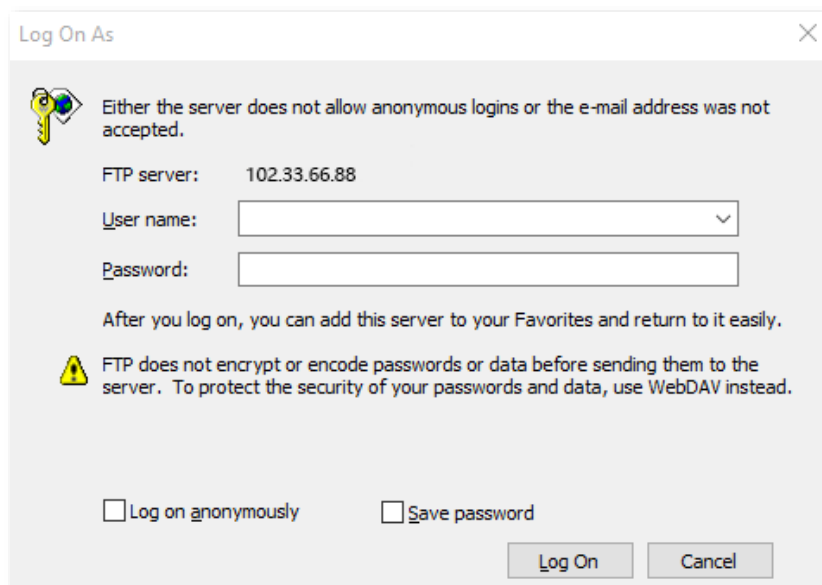 Log On As
Either the server does not allow anonymous logins or the e-mail address was not
accepted.
FTP server: 102.33.66.88
User name:
Password:
After you log on, you can add this server to your Favorites and return to it easily.
FTP does not encrypt or encode passwords or data before sending them to the
server. To protect the security of your passwords and data, use WebDAV instead.
Log on anonymously Save password
Log On Cancel